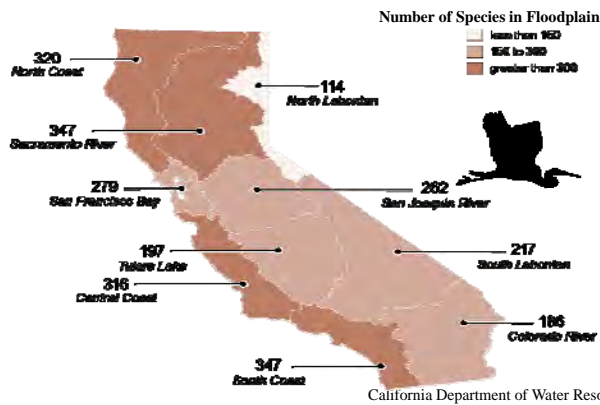 Number of Species in Floodplain
less than 150
150 to 300
greater than 300
320
North Coast
114
North Lahontan
347
Sacramento River
279
San Francisco Bay
262
San Joaquin River
197
Tulare Lake
217
South Lahontan
316
Central Coast
186
Colorado River
347
South Coast
California Department of Water Reso